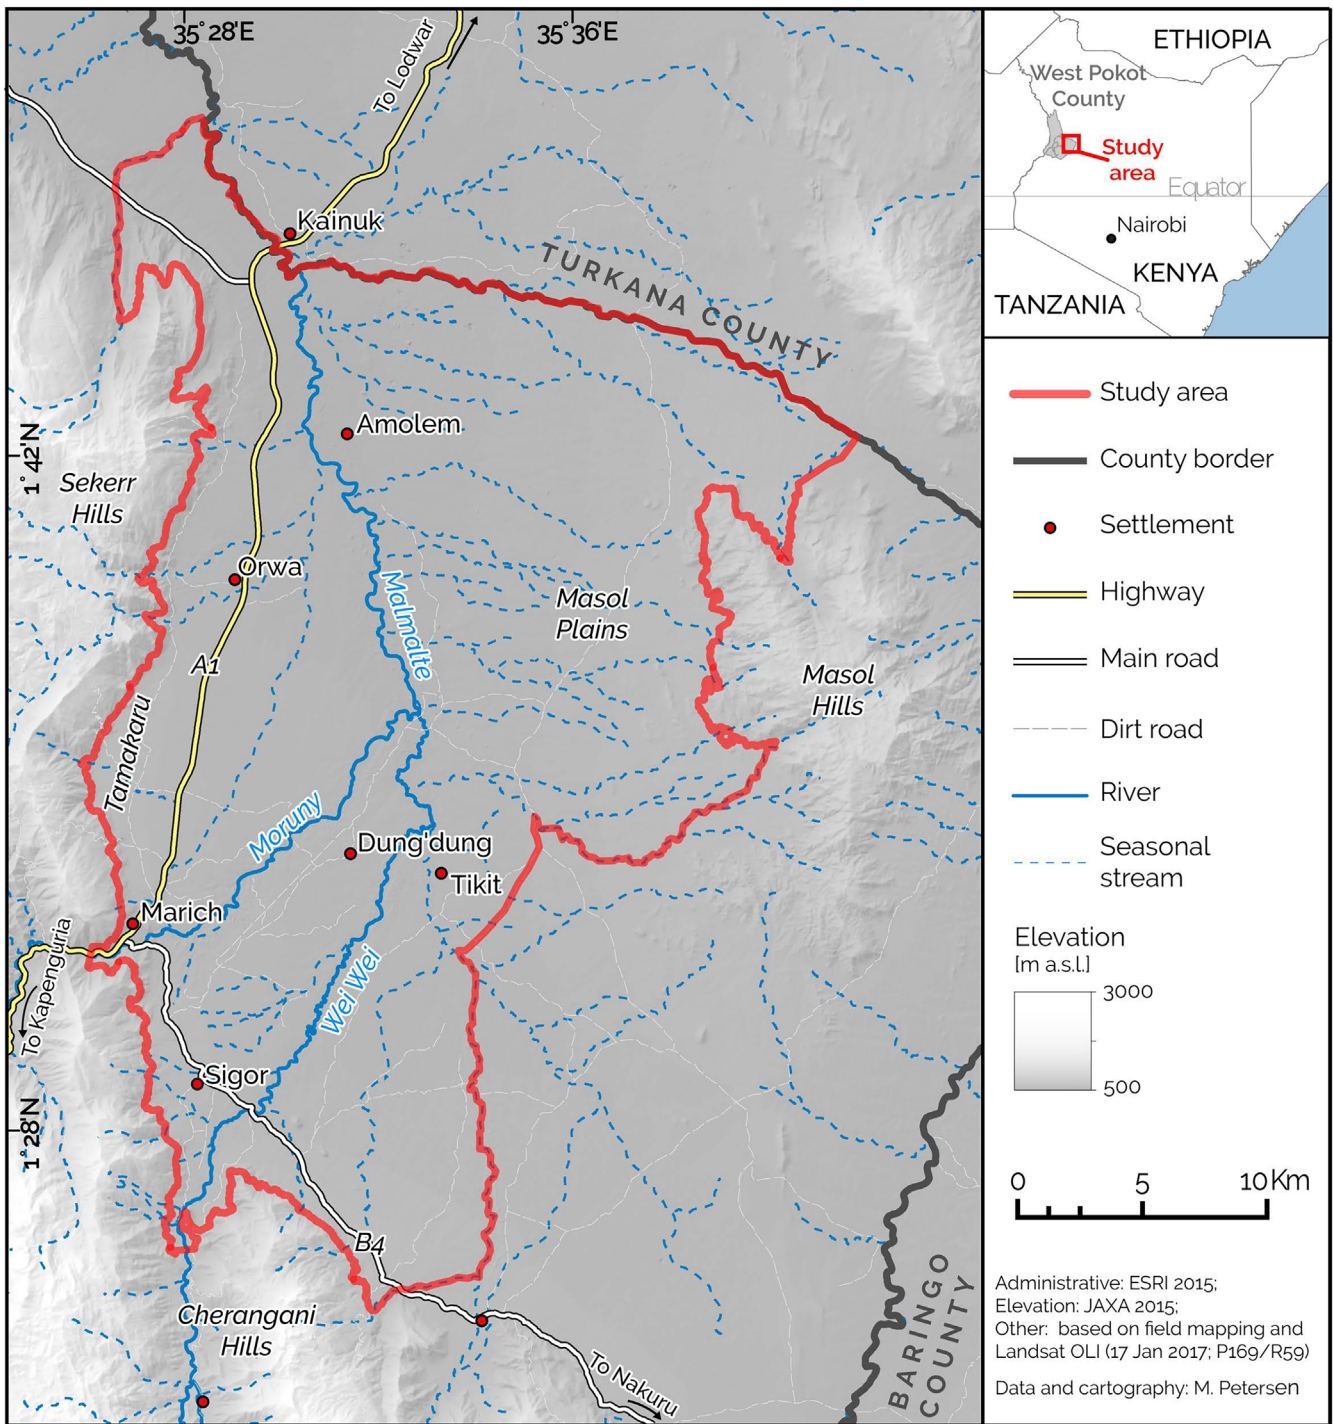 35°28'E
35°36'E
To Lodwar
Kainuk
TURKANA COUNTY
Amolem
1°42'N
Sekerr
Hills
Orwa
Malmalte
Masol
Plains
A1
Masol
Hills
Tamakaru
Moruny
Dung'dung
Tikit
Marich
To Kapenguria
Wei Wei
Sigor
1°28'N
B4
Cherangani
Hills
To Nakuru
BARINGO
COUNTY
ETHIOPIA
West Pokot
County
Study
area
Equator
Nairobi
KENYA
TANZANIA
Study area
County border
Settlement
Highway
Main road
Dirt road
River
Seasonal
stream
Elevation
[m a.s.l.]
3000
500
0 5 10 Km
Administrative: ESRI 2015;
Elevation: JAXA 2015;
Other: based on field mapping and
Landsat OLI (17 Jan 2017; P169/R59)
Data and cartography: M. Petersen